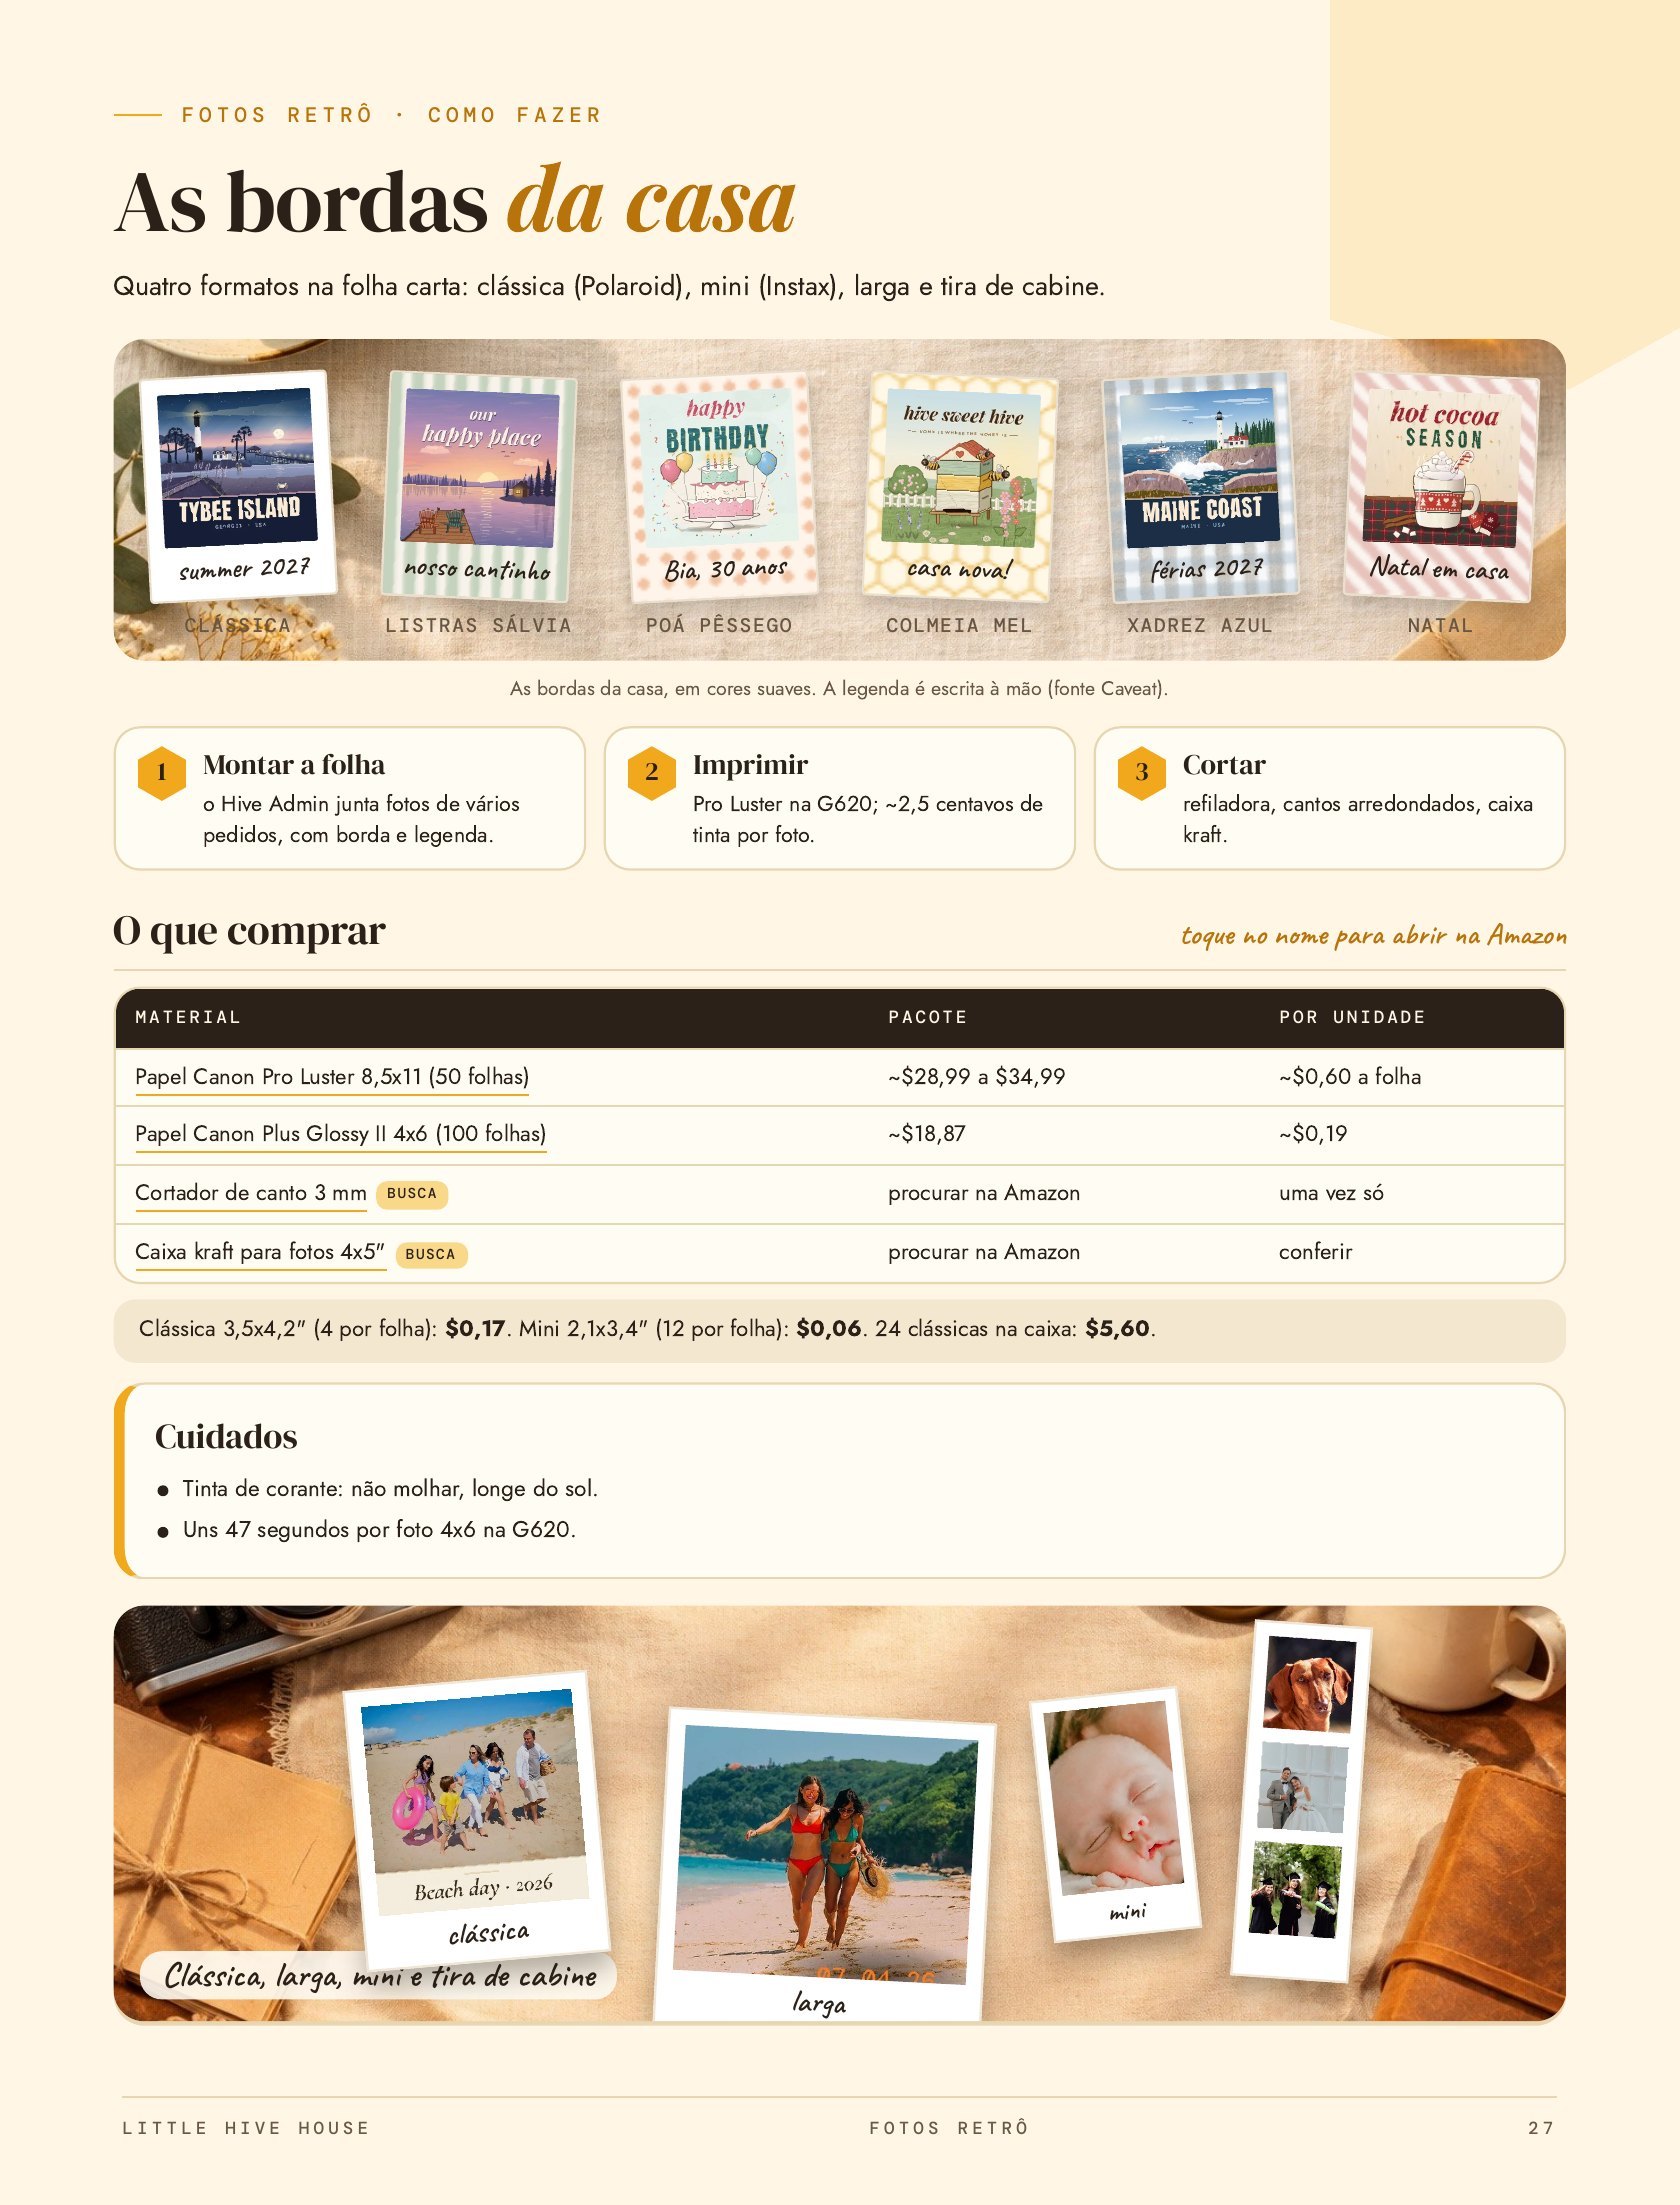 FOTOS RETRÔ · COMO FAZER
As bordas da casa
Quatro formatos na folha carta: clássica (Polaroid), mini (Instax), larga e tira de cabine.
TYBEE ISLAND
GEORGIA · USA
summer 2027
CLÁSSICA
our
happy place
nosso cantinho
LISTRAS SÁLVIA
happy
BIRTHDAY
Bia, 30 anos
POÁ PÊSSEGO
hive sweet hive
HOME IS WHERE THE HONEY IS
casa nova!
COLMEIA MEL
MAINE COAST
MAINE · USA
férias 2027
XADREZ AZUL
hot cocoa
SEASON
Natal em casa
NATAL
As bordas da casa, em cores suaves. A legenda é escrita à mão (fonte Caveat).
1
Montar a folha
o Hive Admin junta fotos de vários
pedidos, com borda e legenda.
2
Imprimir
Pro Luster na G620; ~2,5 centavos de
tinta por foto.
3
Cortar
refiladora, cantos arredondados, caixa
kraft.
O que comprar
toque no nome para abrir na Amazon
MATERIAL PACOTE POR UNIDADE
Papel Canon Pro Luster 8,5x11 (50 folhas) ~$28,99 a $34,99 ~$0,60 a folha
Papel Canon Plus Glossy II 4x6 (100 folhas) ~$18,87 ~$0,19
Cortador de canto 3 mm BUSCA procurar na Amazon uma vez só
Caixa kraft para fotos 4x5" BUSCA procurar na Amazon conferir
Clássica 3,5x4,2" (4 por folha): $0,17. Mini 2,1x3,4" (12 por folha): $0,06. 24 clássicas na caixa: $5,60.
Cuidados
● Tinta de corante: não molhar, longe do sol.
● Uns 47 segundos por foto 4x6 na G620.
Beach day · 2026
clássica
larga
mini
Clássica, larga, mini e tira de cabine
LITTLE HIVE HOUSE FOTOS RETRÔ 27